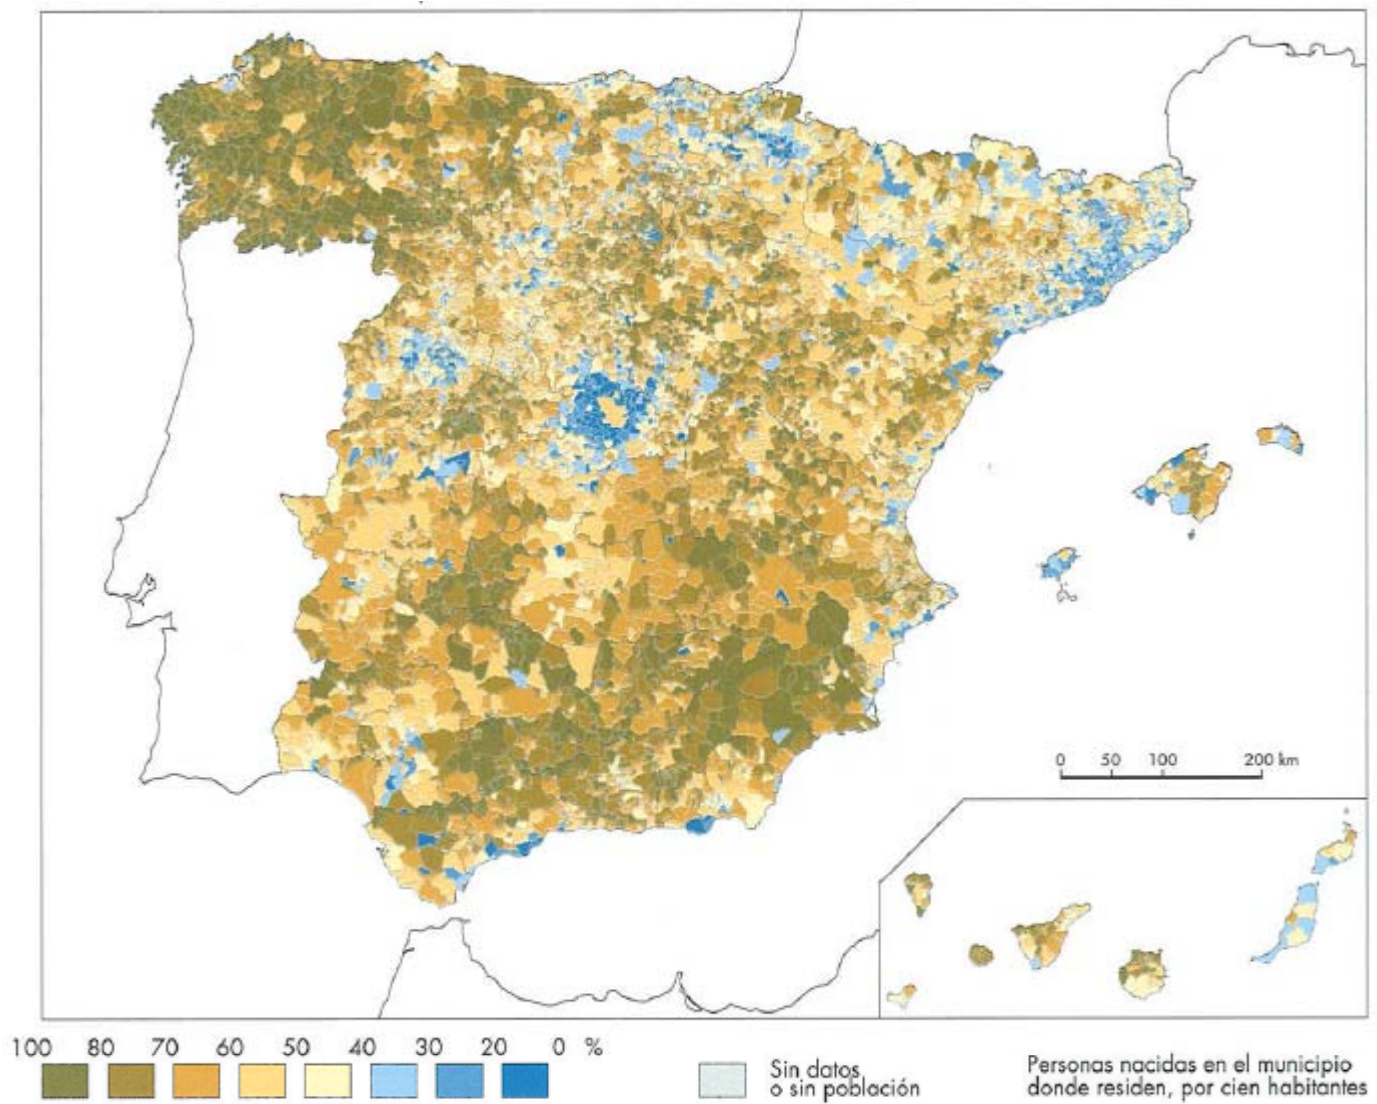 0 50 100 200 km
100 80 70 60 50 40 30 20 0 %
Sin datos
o sin población
Personas nacidas en el municipio
donde residen, por cien habitantes